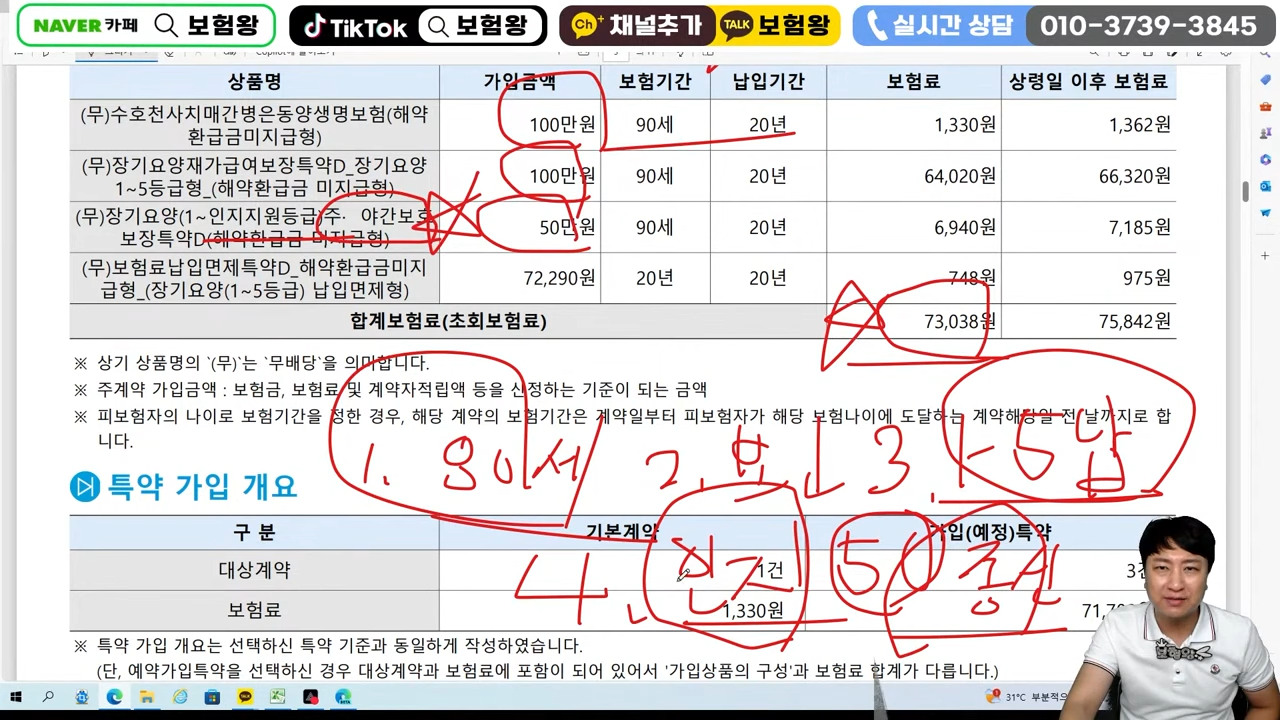 NAVER 카페 보험왕 TikTok 보험왕 Ch+ 채널추가 TALK 보험왕 실시간 상담 010-3739-3845
상품명 가입금액 보험기간 납입기간 보험료 상령일 이후 보험료
(무)수호천사치매간병은동양생명보험(해약
환급금미지급형) 100만원 90세 20년 1,330원 1,362원
(무)장기요양재가급여보장특약D_장기요양
1~5등급형_(해약환급금 미지급형) 100만원 90세 20년 64,020원 66,320원
(무)장기요양(1~인지지원등급)주· 야간보호
보장특약D(해약환급금 미지급형) 50만원 90세 20년 6,940원 7,185원
(무)보험료납입면제특약D_해약환급금미지
급형_(장기요양(1~5등급) 납입면제형) 72,290원 20년 20년 748원 975원
합계보험료(초회보험료) 73,038원 75,842원
※ 상기 상품명의 `(무)`는 `무배당`을 의미합니다.
※ 주계약 가입금액 : 보험금, 보험료 및 계약자적립액 등을 산정하는 기준이 되는 금액
※ 피보험자의 나이로 보험기간을 정한 경우, 해당 계약의 보험기간은 계약일부터 피보험자가 해당 보험나이에 도달하는 계약해당일 전 날까지로 합
니다.
특약 가입 개요
구 분 기본계약 가입(예정)특약
대상계약 1건
보험료 1,330원
※ 특약 가입 개요는 선택하신 특약 기준과 동일하게 작성하였습니다.
(단, 예약가입특약을 선택하신 경우 대상계약과 보험료에 포함이 되어 있어서 '가입상품의 구성'과 보험료 합계가 다릅니다.)
보험왕
31°C 부분적으